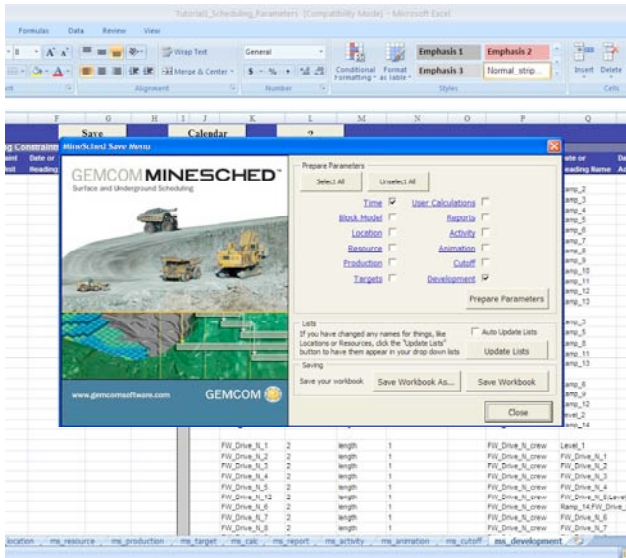 Tutorial1_Scheduling_Parameters [Compatibility Mode] - Microsoft Excel
Formulas Data Review View
Wrap Text General Emphasis 1 Emphasis 2
Merge & Center Conditional Formatting Format as Table Emphasis 3 Normal_strip... Insert Delete
Alignment Number Styles Cells
F G H I J K L M N O P Q
Save Calendar ?
MineSched Save Menu
Date or
Reading
GEMCOM MINESCHED™
Surface and Underground Scheduling
www.gemcomsoftware.com GEMCOM
Prepare Parameters
Select All Unselect All
Time User Calculations
Block Model Reports
Location Activity
Resource Animation
Production Cutoff
Targets Development
Prepare Parameters
Lists
If you have changed any names for things, like
Locations or Resources, click the "Update Lists"
button to have them appear in your drop down lists
Auto Update Lists
Update Lists
Saving
Save your workbook Save Workbook As... Save Workbook
Close
FW_Drive_N_1 2 length 1 FW_Drive_N_crew Level_1
FW_Drive_N_2 2 length 1 FW_Drive_N_crew FW_Drive_N_1
FW_Drive_N_3 2 length 1 FW_Drive_N_crew FW_Drive_N_2
FW_Drive_N_4 2 length 1 FW_Drive_N_crew FW_Drive_N_3
FW_Drive_N_5 2 length 1 FW_Drive_N_crew FW_Drive_N_4
FW_Drive_N_12 2 length 1 FW_Drive_N_crew
FW_Drive_N_6 2 length 1 FW_Drive_N_crew Ramp_14;FW_Drive_
FW_Drive_N_7 2 length 1 FW_Drive_N_crew FW_Drive_N_6
FW_Drive_N_8 2 length 1 FW_Drive_N_crew FW_Drive_N_7
location ms_resource ms_production ms_target ms_calc ms_report ms_activity ms_animation ms_cutoff ms_development